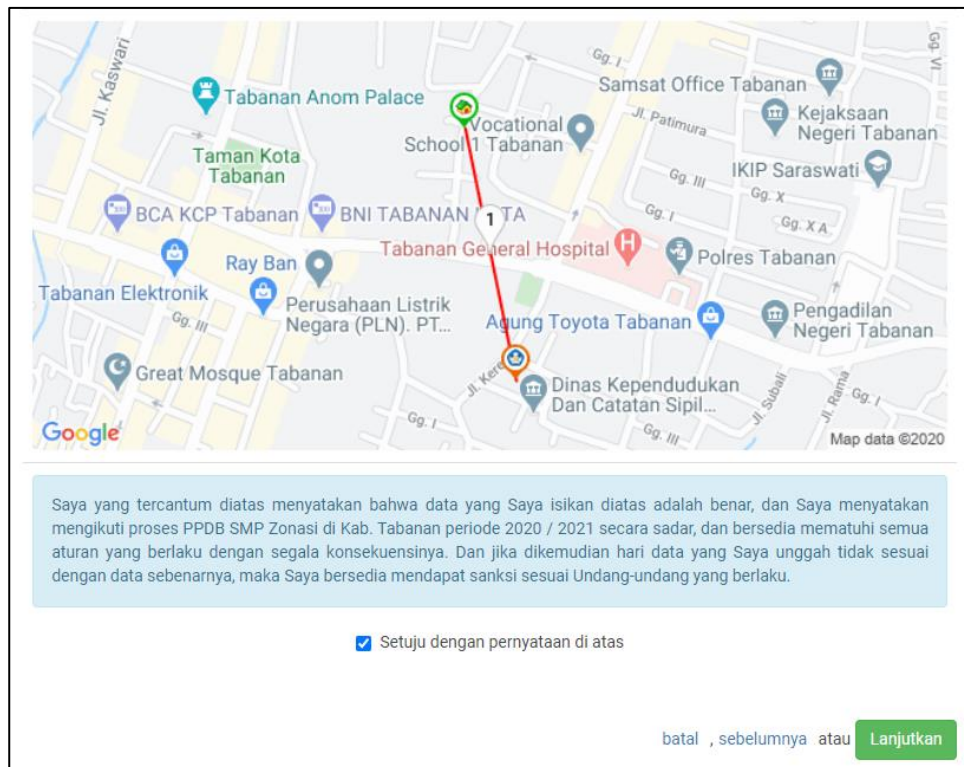 Jl. Kaswari
Tabanan Anom Palace
Gg. I
Gg. VI
Samsat Office Tabanan
Kejaksaan
Negeri Tabanan
Jl. Patimura
Vocational
School 1 Tabanan
Taman Kota
Tabanan
IKIP Saraswati
Gg. III
Gg. X
Gg. X A
BCA KCP Tabanan
BNI TABANAN
1
Gg. I
Tabanan General Hospital
Polres Tabanan
Ray Ban
Tabanan Elektronik
Perusahaan Listrik
Negara (PLN). PT...
Gg. III
Agung Toyota Tabanan
Pengadilan
Negeri Tabanan
Great Mosque Tabanan
Dinas Kependudukan
Dan Catatan Sipil...
Jl. Subali
Jl. Rama
Gg. I
Gg. I
Gg. III
Google
Map data ©2020
Saya yang tercantum diatas menyatakan bahwa data yang Saya isikan diatas adalah benar, dan Saya menyatakan
mengikuti proses PPDB SMP Zonasi di Kab. Tabanan periode 2020 / 2021 secara sadar, dan bersedia mematuhi semua
aturan yang berlaku dengan segala konsekuensinya. Dan jika dikemudian hari data yang Saya unggah tidak sesuai
dengan data sebenarnya, maka Saya bersedia mendapat sanksi sesuai Undang-undang yang berlaku.
Setuju dengan pernyataan di atas
batal , sebelumnya atau Lanjutkan